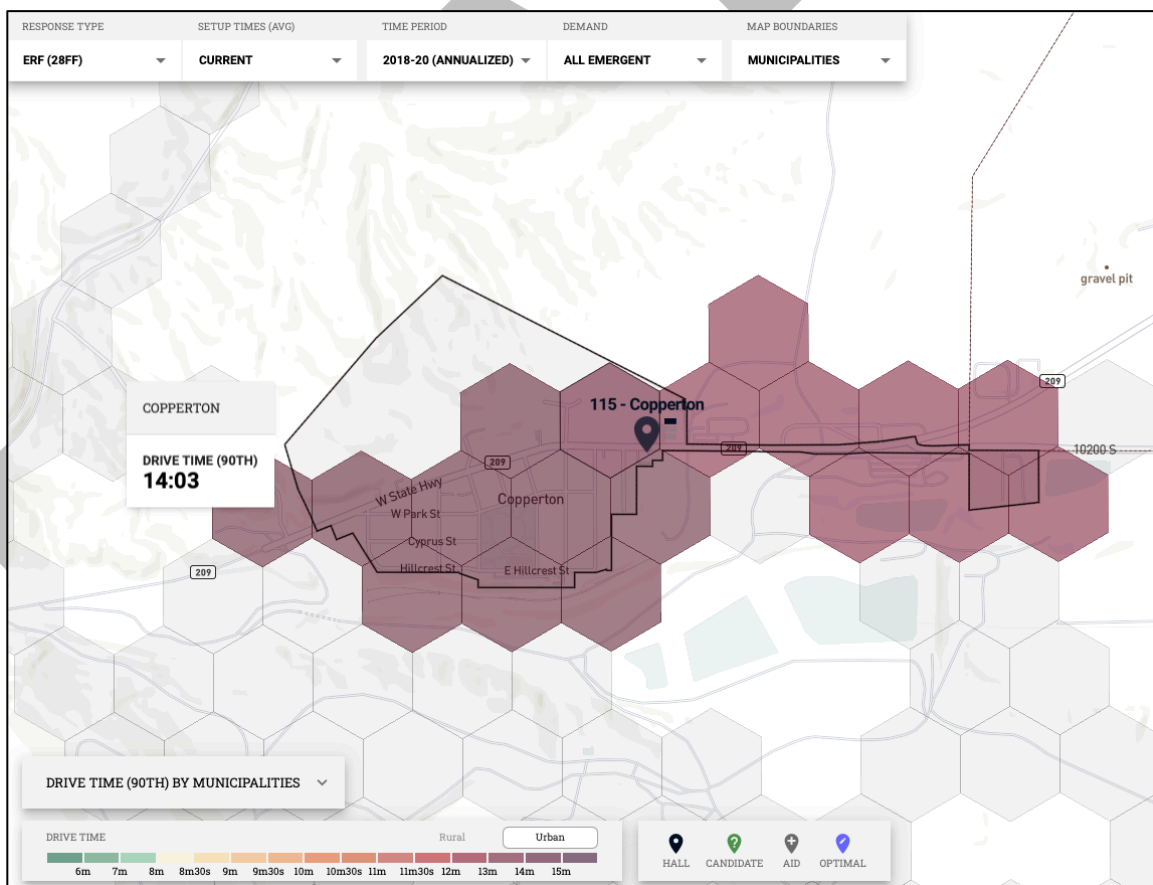 RESPONSE TYPE
SETUP TIMES (AVG)
TIME PERIOD
DEMAND
MAP BOUNDARIES
ERF (28FF)
CURRENT
2018-20 (ANNUALIZED)
ALL EMERGENT
MUNICIPALITIES
gravel pit
209
COPPERTON
115 - Copperton
DRIVE TIME (90TH)
14:03
209
10200 S
209
W State Hwy
Copperton
W Park St
Cyprus St
Hillcrest St
E Hillcrest St
209
DRIVE TIME (90TH) BY MUNICIPALITIES
DRIVE TIME
Rural
Urban
6m 7m 8m 8m30s 9m 9m30s 10m 10m30s 11m 11m30s 12m 13m 14m 15m
HALL
CANDIDATE
AID
OPTIMAL